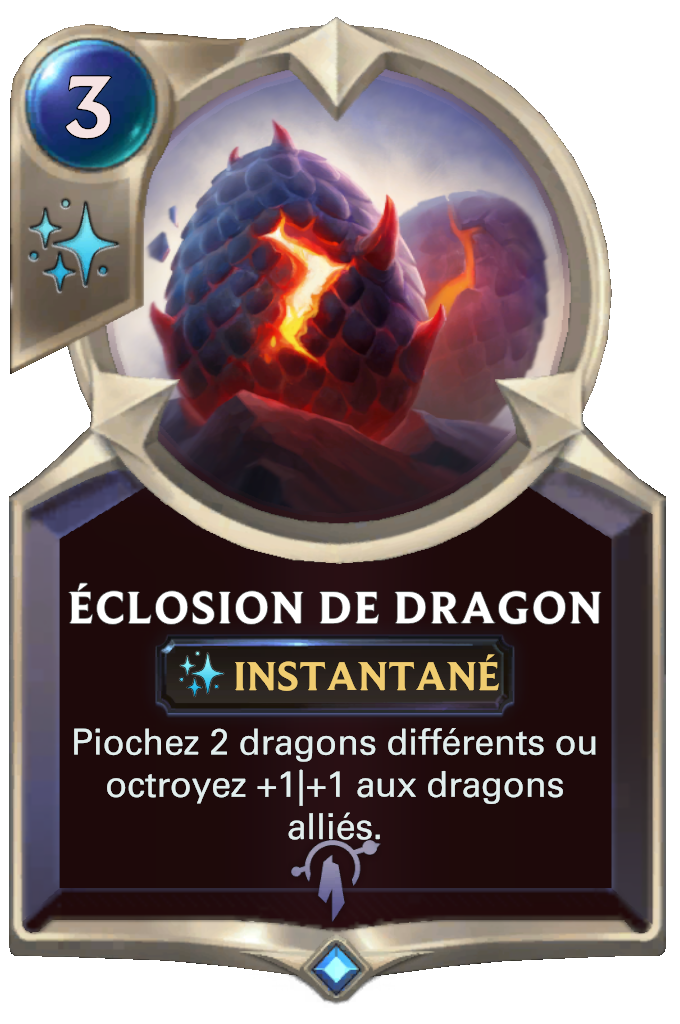 3
ÉCLOSION DE DRAGON
INSTANTANÉ
Piochez 2 dragons différents ou
octroyez +1|+1 aux dragons
alliés.